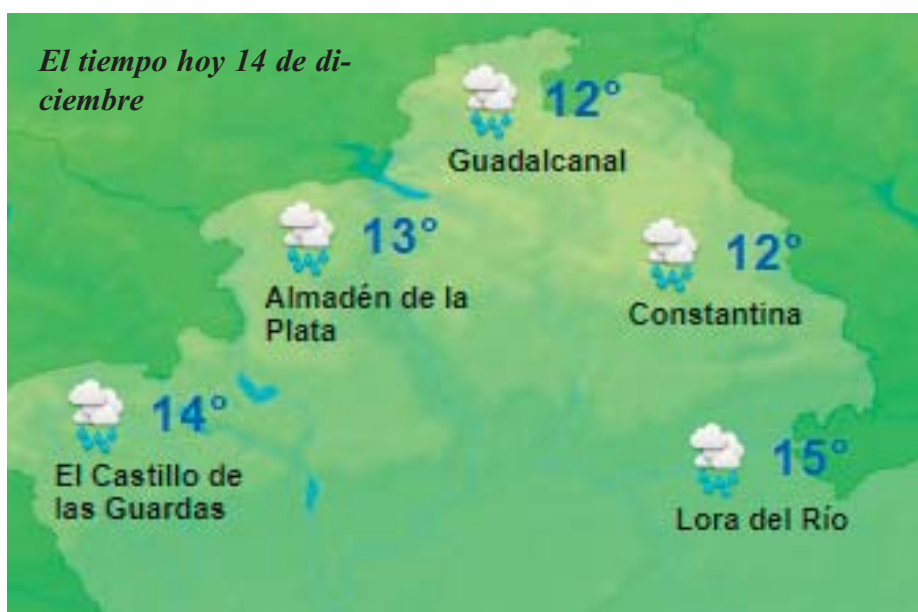 El tiempo hoy 14 de di-
ciembre
12°
Guadalcanal
13°
Almadén de la
Plata
12°
Constantina
14°
El Castillo de
las Guardas
15°
Lora del Río